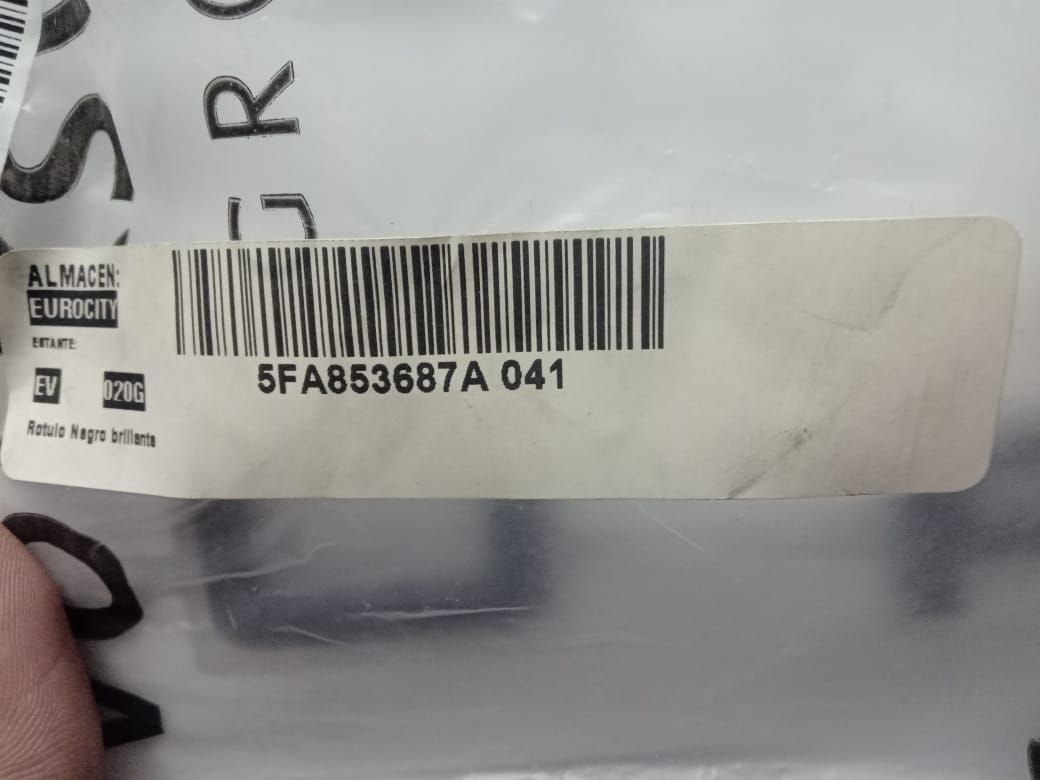 ALMACEN:
EUROCITY
ESTANTE:
EV 020G
Rotulo Negro brillante
5FA853687A 041